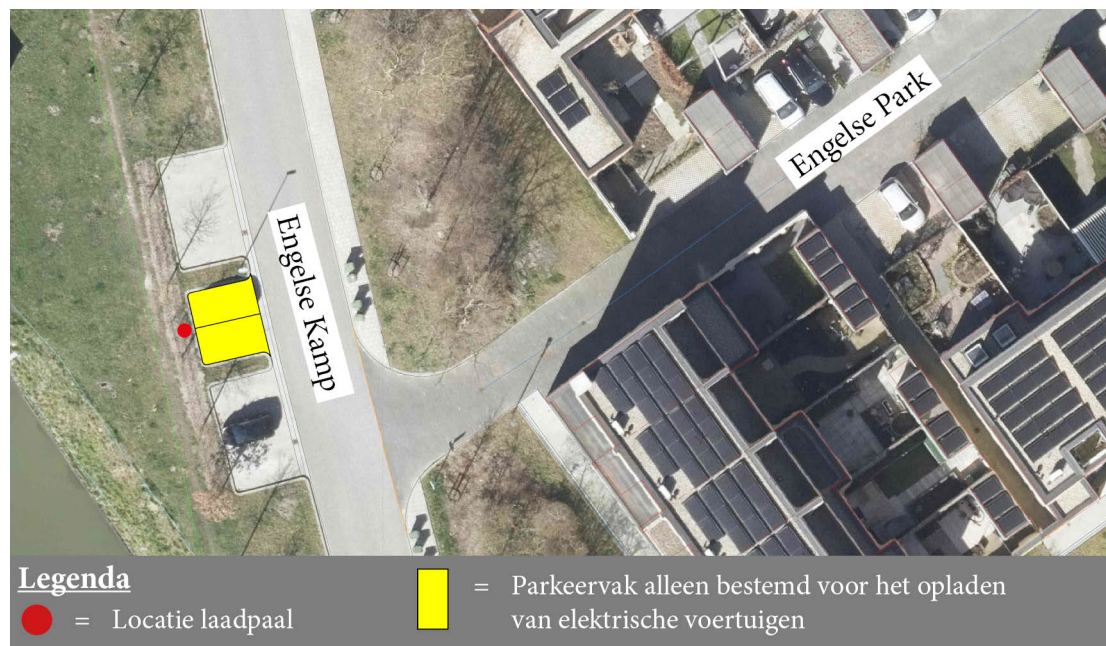 Engelse Park
Engelse Kamp
Legenda
= Locatie laadpaal
= Parkeervak alleen bestemd voor het opladen
van elektrische voertuigen